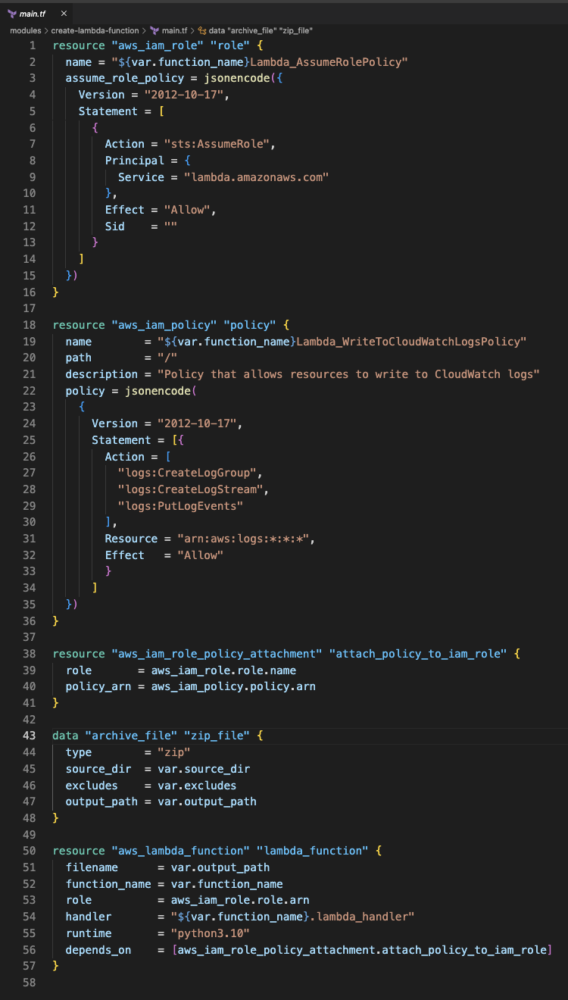 main.tf ×
modules > create-lambda-function > main.tf > data "archive_file" "zip_file"
1 resource "aws_iam_role" "role" {
2   name = "${var.function_name}Lambda_AssumeRolePolicy"
3   assume_role_policy = jsonencode({
4     Version = "2012-10-17",
5     Statement = [
6       {
7         Action = "sts:AssumeRole",
8         Principal = {
9           Service = "lambda.amazonaws.com"
10         },
11         Effect = "Allow",
12         Sid    = ""
13       }
14     ]
15   })
16 }
17
18 resource "aws_iam_policy" "policy" {
19   name        = "${var.function_name}Lambda_WriteToCloudWatchLogsPolicy"
20   path        = "/"
21   description = "Policy that allows resources to write to CloudWatch logs"
22   policy = jsonencode(
23     {
24       Version = "2012-10-17",
25       Statement = [{
26         Action = [
27           "logs:CreateLogGroup",
28           "logs:CreateLogStream",
29           "logs:PutLogEvents"
30         ],
31         Resource = "arn:aws:logs:*:*:*",
32         Effect   = "Allow"
33         }
34       ]
35   })
36 }
37
38 resource "aws_iam_role_policy_attachment" "attach_policy_to_iam_role" {
39   role       = aws_iam_role.role.name
40   policy_arn = aws_iam_policy.policy.arn
41 }
42
43 data "archive_file" "zip_file" {
44   type        = "zip"
45   source_dir  = var.source_dir
46   excludes    = var.excludes
47   output_path = var.output_path
48 }
49
50 resource "aws_lambda_function" "lambda_function" {
51   filename      = var.output_path
52   function_name = var.function_name
53   role          = aws_iam_role.role.arn
54   handler       = "${var.function_name}.lambda_handler"
55   runtime       = "python3.10"
56   depends_on    = [aws_iam_role_policy_attachment.attach_policy_to_iam_role]
57 }
58